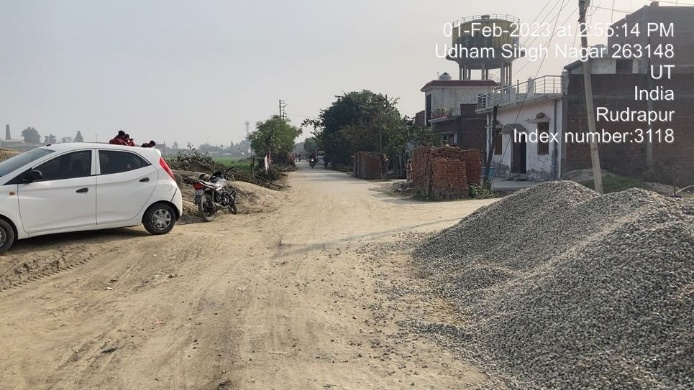 01-Feb-2023 at 2:55:14 PM
Udham Singh Nagar 263148
UT
India
Rudrapur
Index number:3118